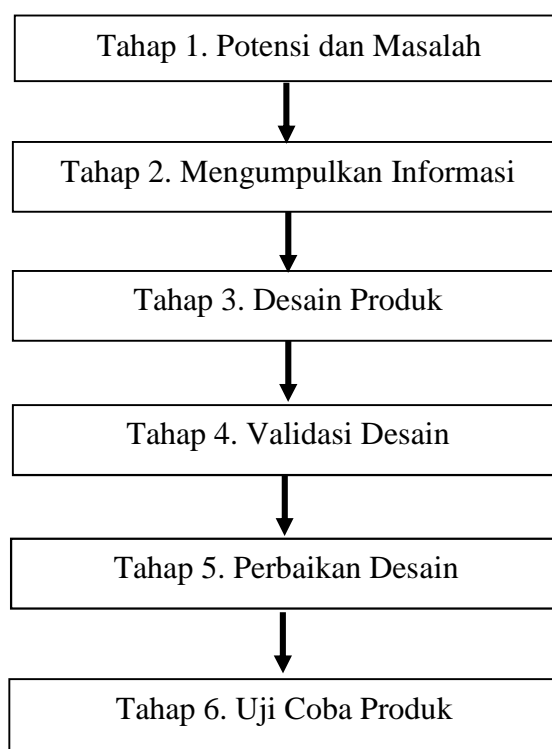 Tahap 1. Potensi dan Masalah
Tahap 2. Mengumpulkan Informasi
Tahap 3. Desain Produk
Tahap 4. Validasi Desain
Tahap 5. Perbaikan Desain
Tahap 6. Uji Coba Produk